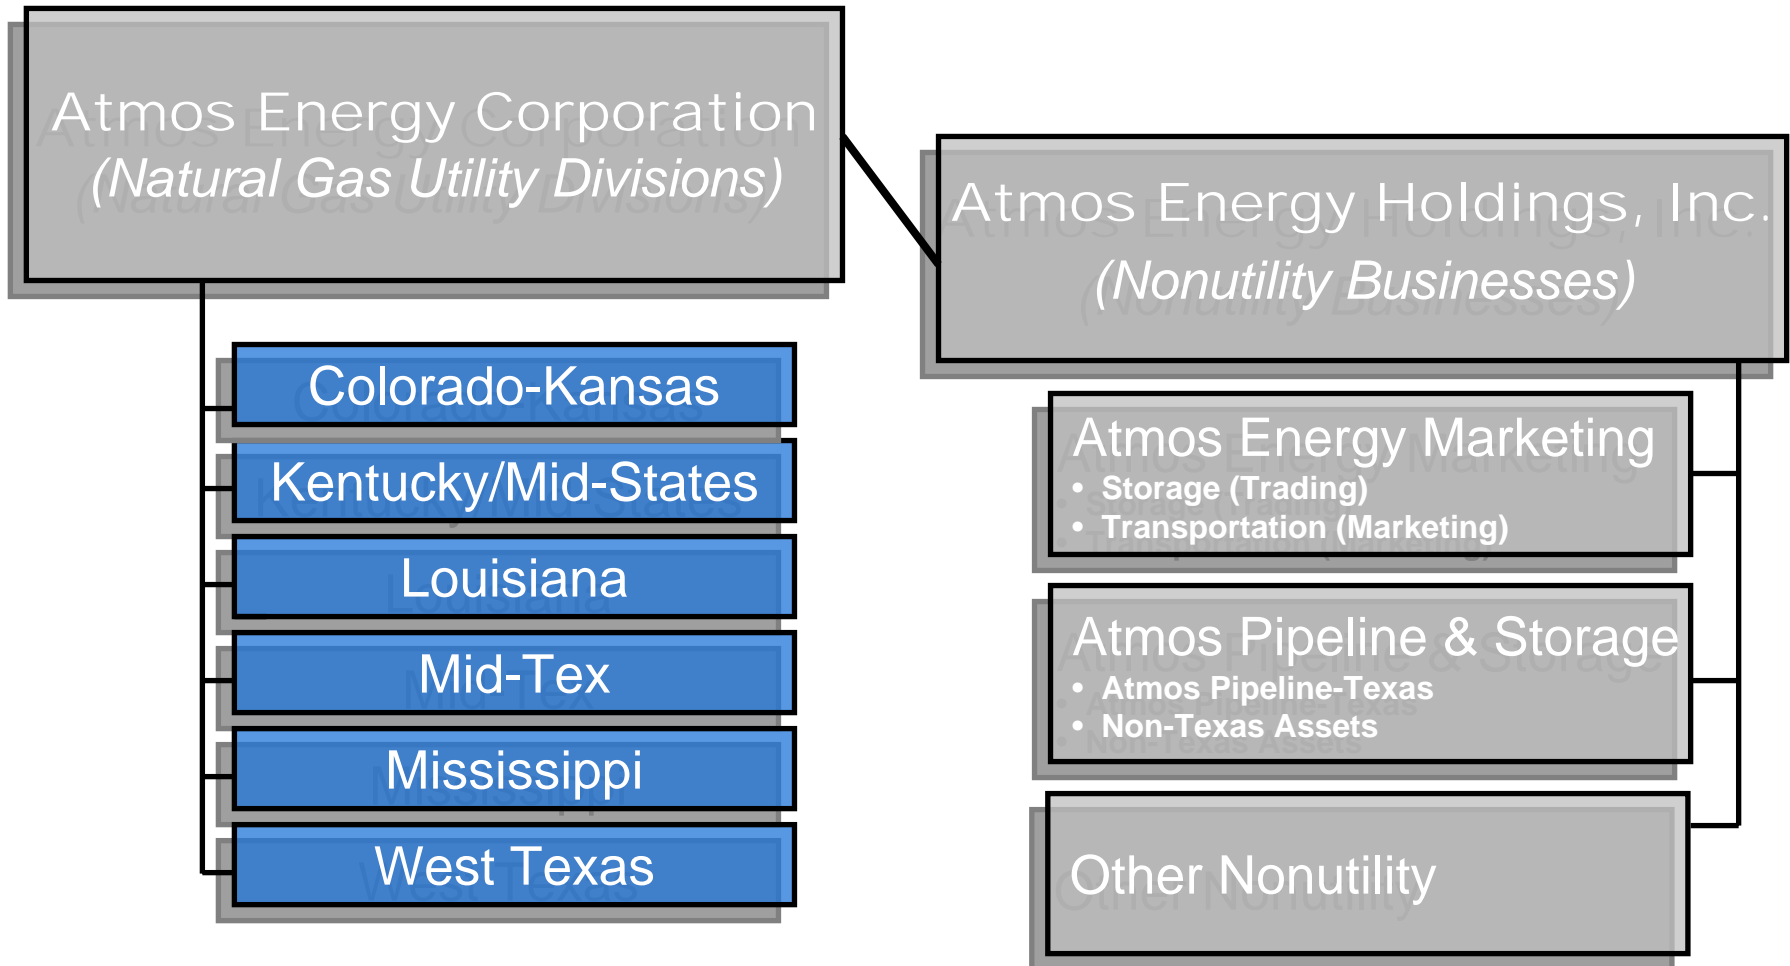 Atmos Energy Corporation
(Natural Gas Utility Divisions)
Colorado-Kansas
Kentucky/Mid-States
Louisiana
Mid-Tex
Mississippi
West Texas
Atmos Energy Holdings, Inc.
(Nonutility Businesses)
Atmos Energy Marketing
• Storage (Trading)
• Transportation (Marketing)
Atmos Pipeline & Storage
• Atmos Pipeline-Texas
• Non-Texas Assets
Other Nonutility